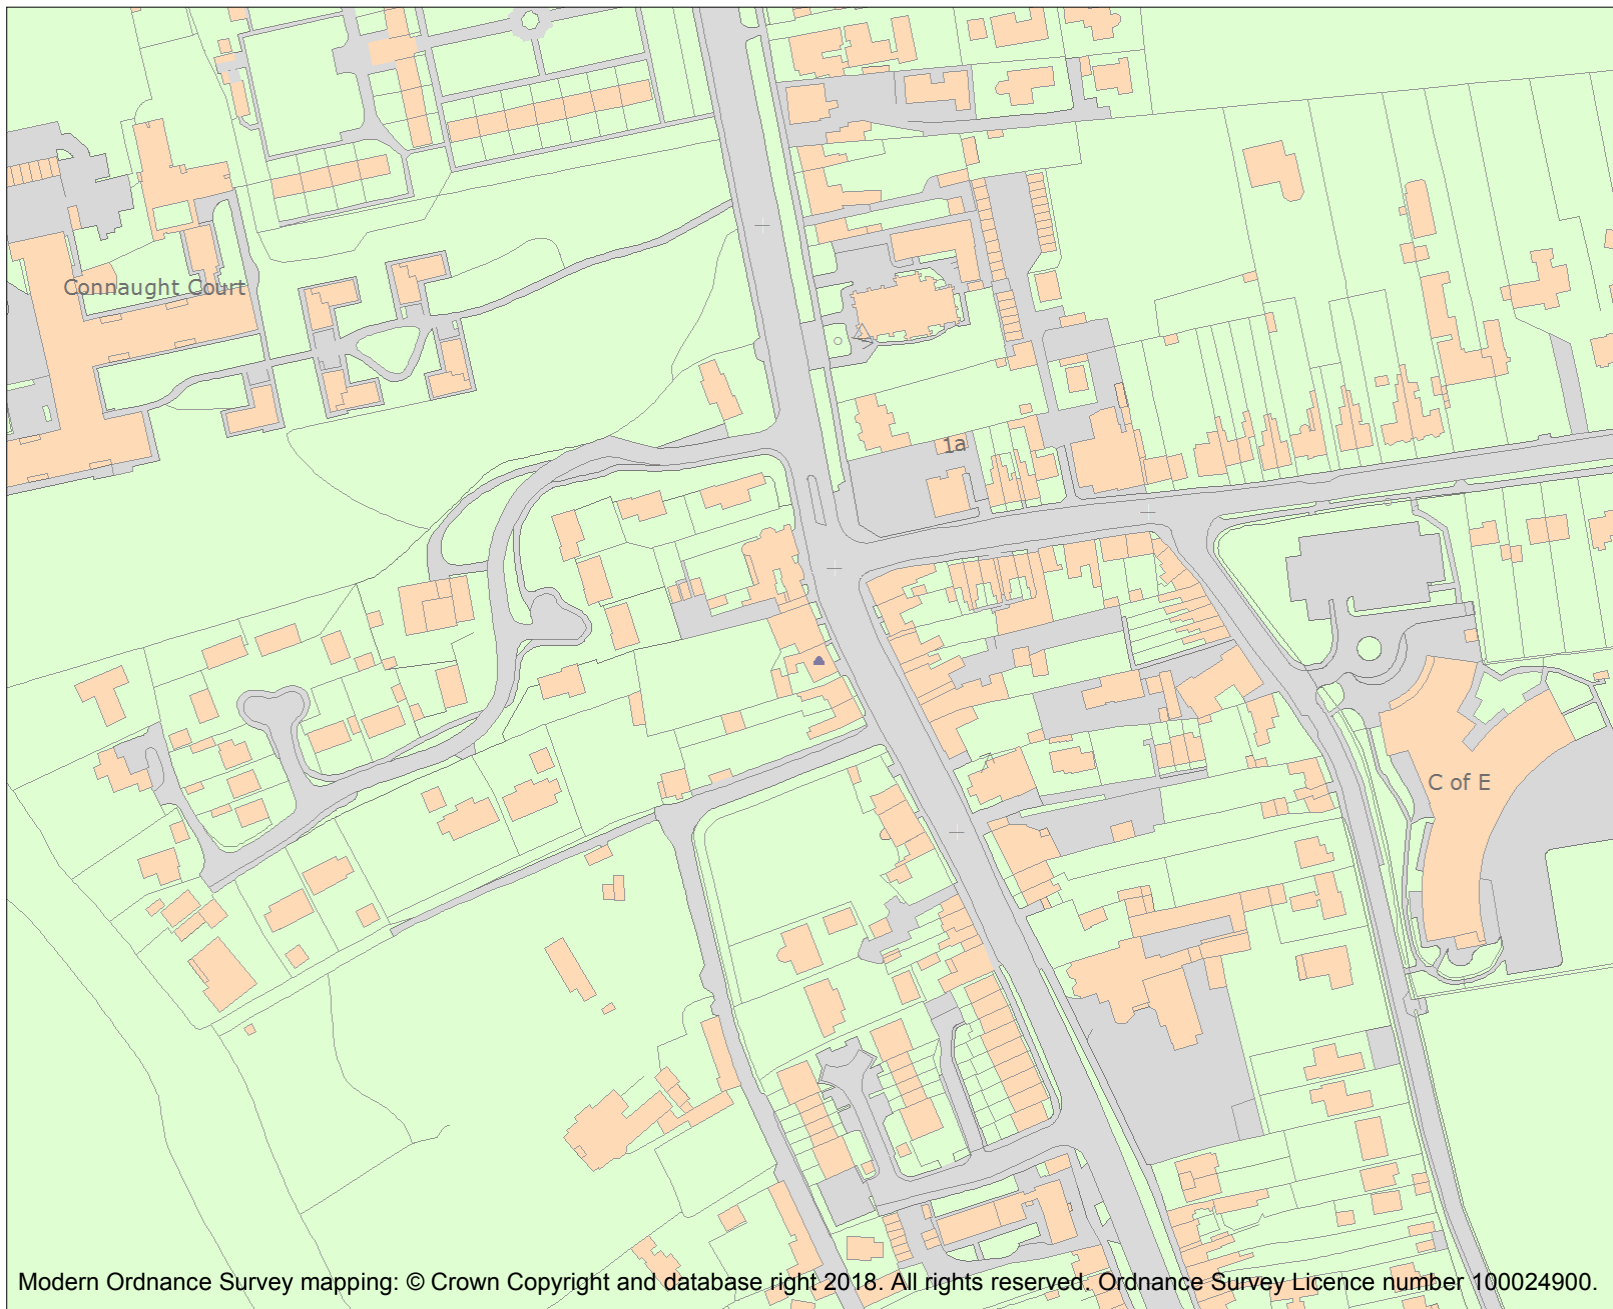 Connaught Court
1a
C of E
Modern Ordnance Survey mapping: © Crown Copyright and database right 2018. All rights reserved. Ordnance Survey Licence number 100024900.